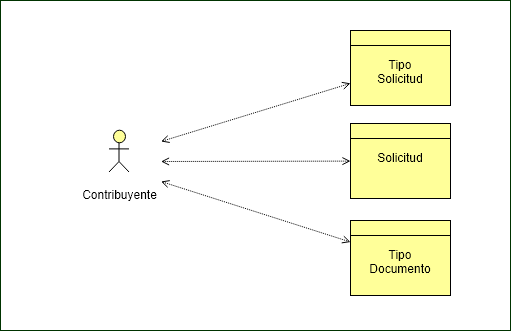 Tipo
Solicitud
Solicitud
Contribuyente
Tipo
Documento